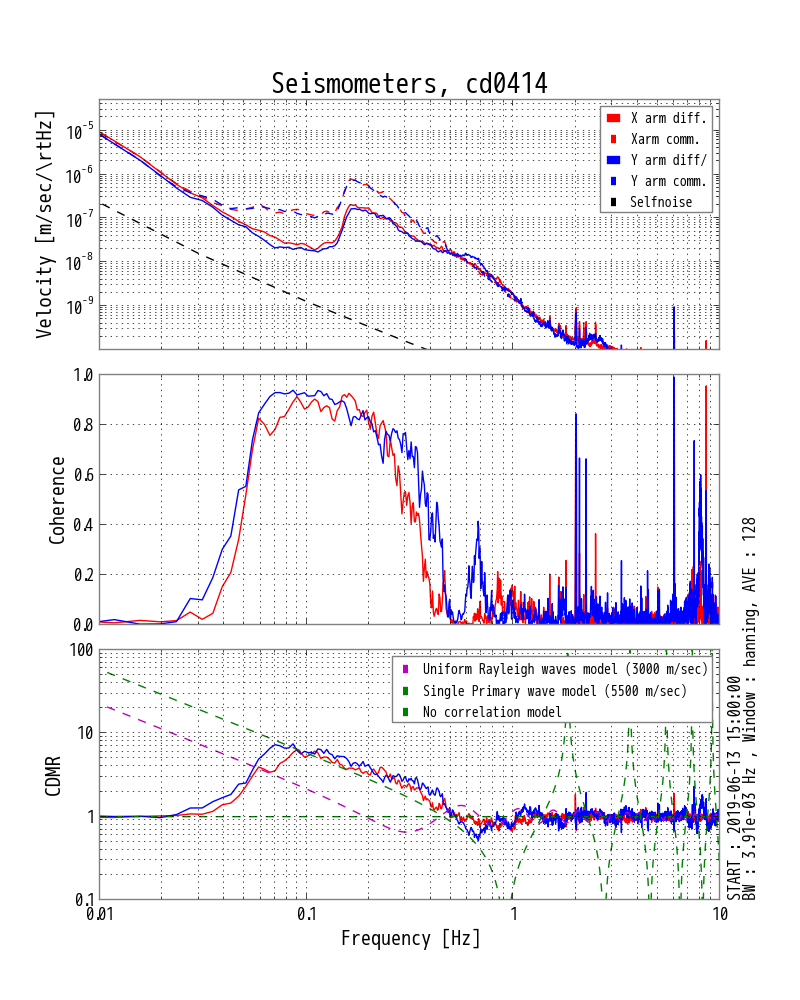 Seismometers, cd0414
Velocity [m/sec/\rtHz]
10^-5
10^-6
10^-7
10^-8
10^-9
X arm diff.
Xarm comm.
Y arm diff/
Y arm comm.
Selfnoise
Coherence
1.0
0.8
0.6
0.4
0.2
0.0
CDMR
100
10
1
0.1
Uniform Rayleigh waves model (3000 m/sec)
Single Primary wave model (5500 m/sec)
No correlation model
0.01
0.1
1
10
Frequency [Hz]
START : 2019-06-13 15:00:00
BW : 3.91e-03 Hz , Window : hanning, AVE : 128